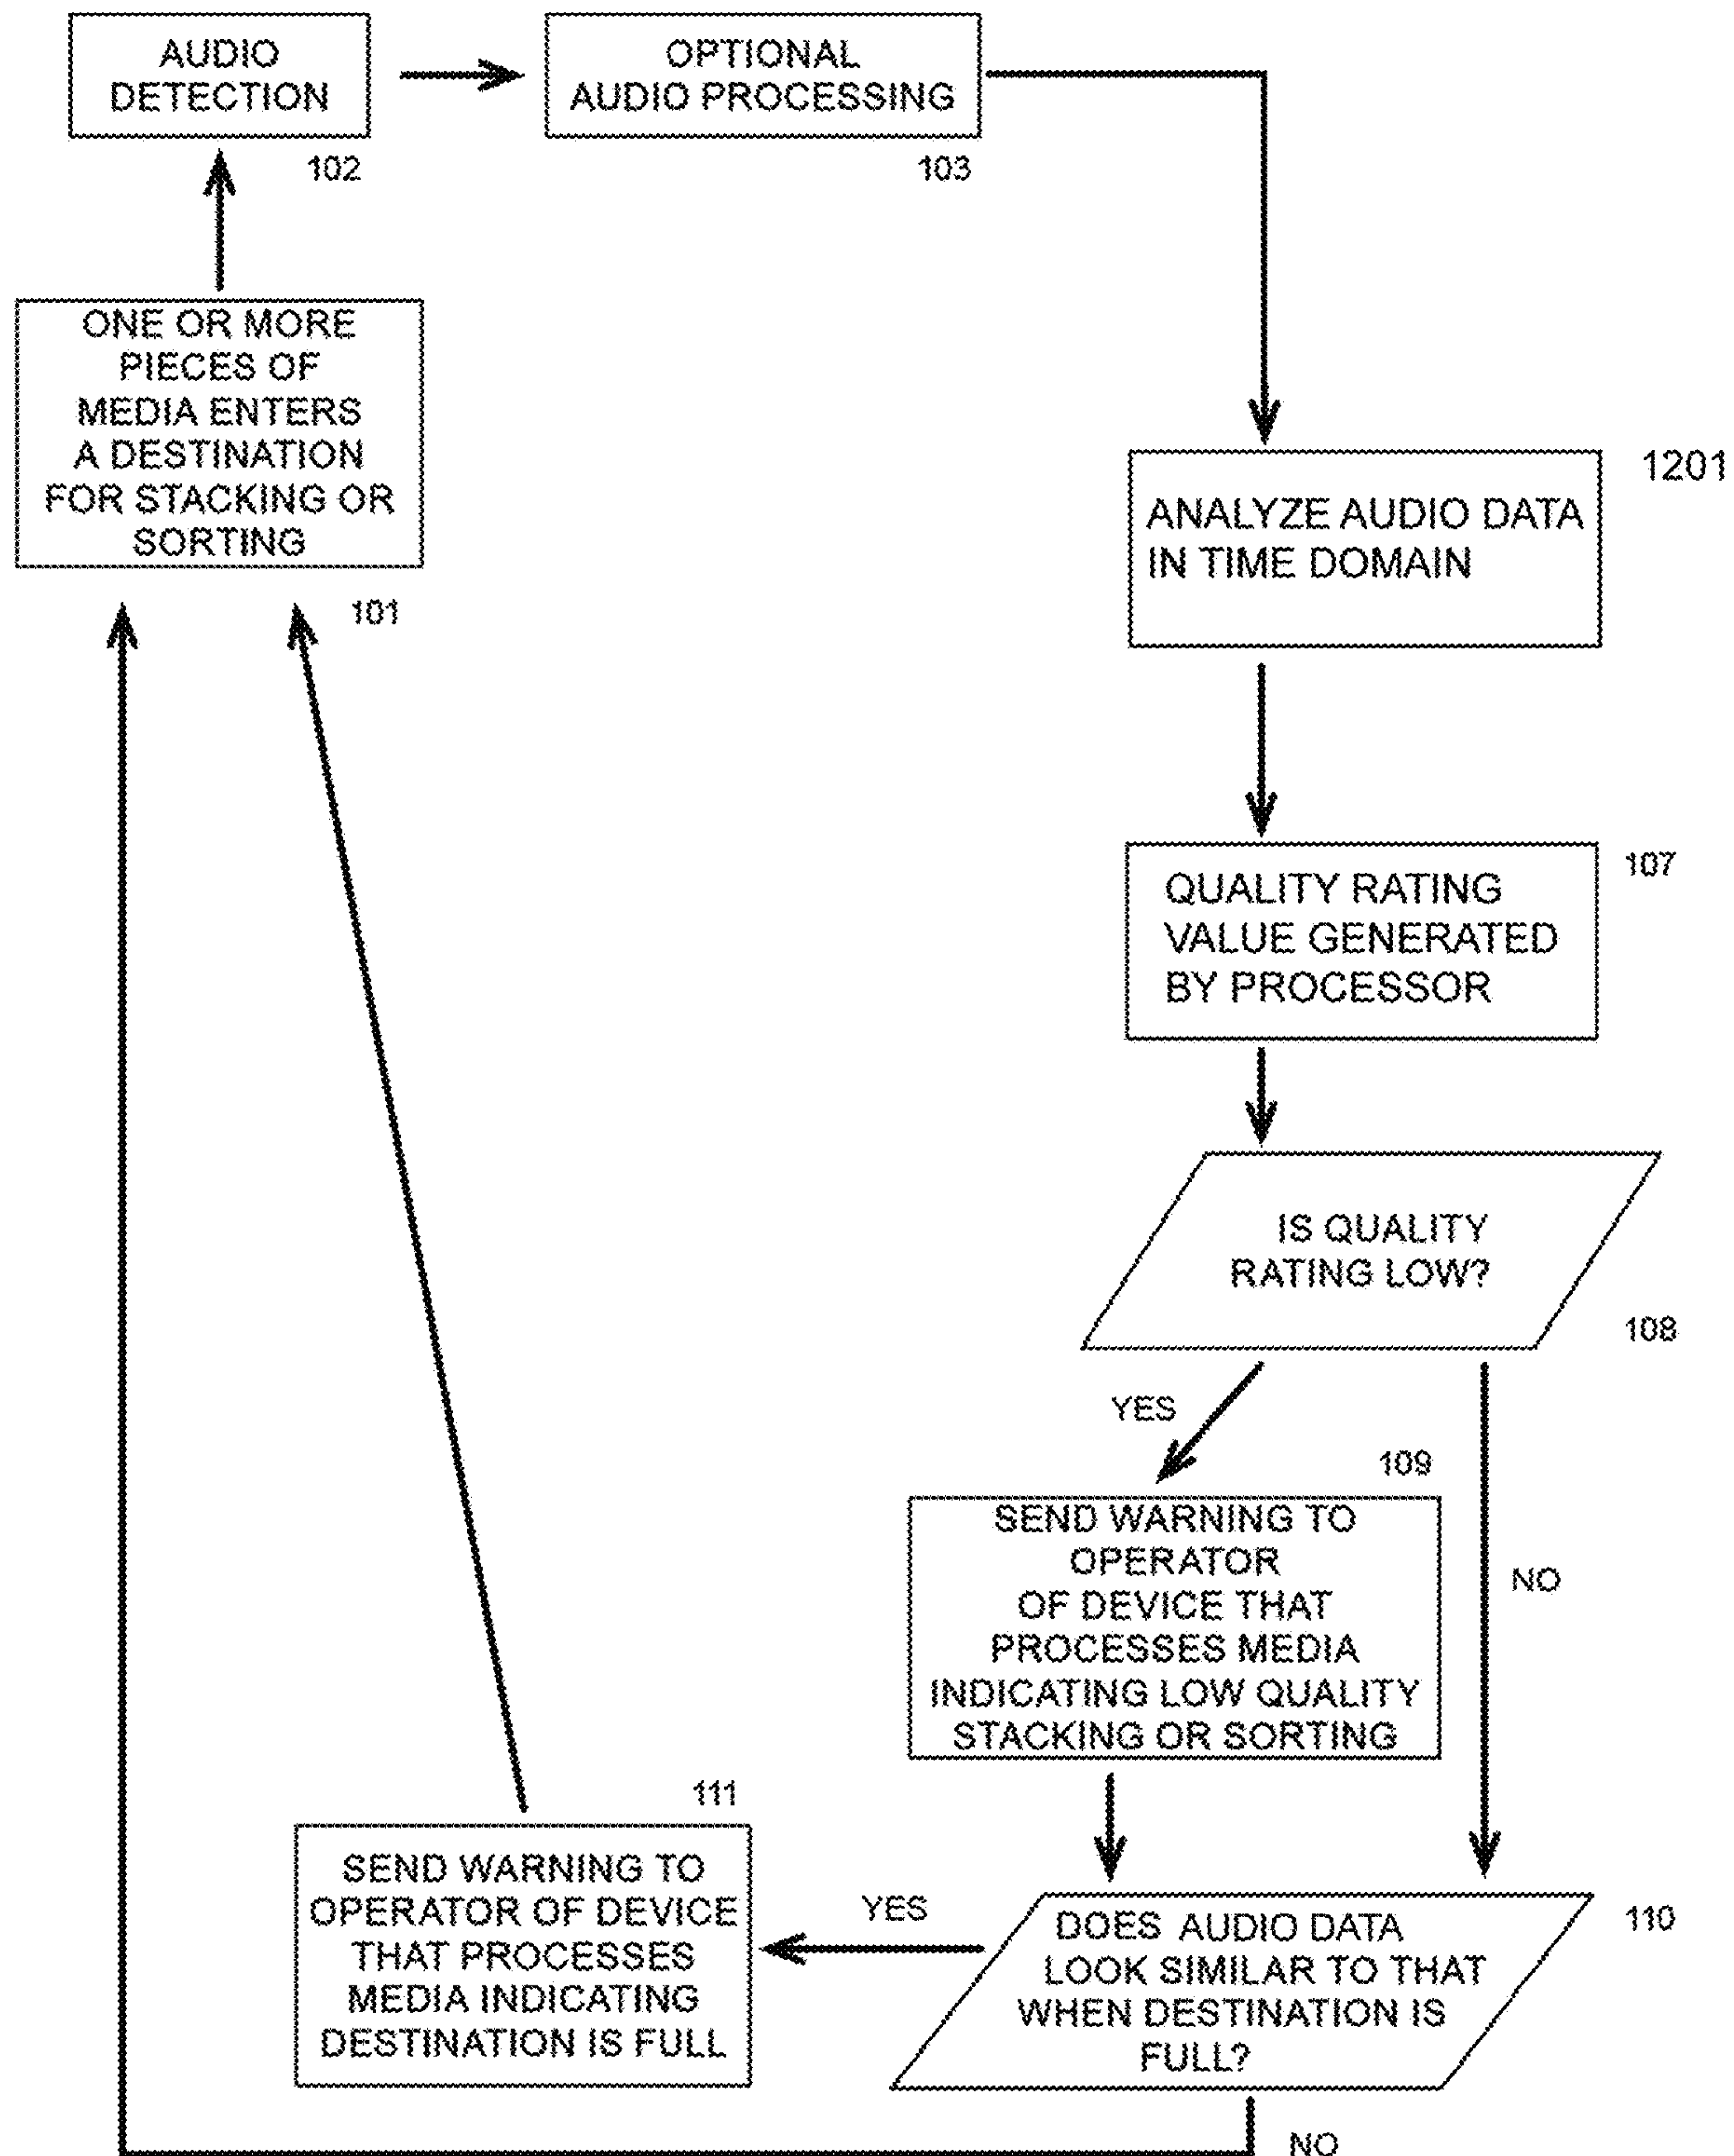 AUDIO
DETECTION
102
OPTIONAL
AUDIO PROCESSING
103
ONE OR MORE
PIECES OF
MEDIA ENTERS
A DESTINATION
FOR STACKING OR
SORTING
101
1201
ANALYZE AUDIO DATA
IN TIME DOMAIN
107
QUALITY RATING
VALUE GENERATED
BY PROCESSOR
IS QUALITY
RATING LOW?
108
YES
NO
109
SEND WARNING TO
OPERATOR
OF DEVICE THAT
PROCESSES MEDIA
INDICATING LOW QUALITY
STACKING OR SORTING
110
DOES AUDIO DATA
LOOK SIMILAR TO THAT
WHEN DESTINATION IS
FULL?
YES
111
SEND WARNING TO
OPERATOR OF DEVICE
THAT PROCESSES
MEDIA INDICATING
DESTINATION IS FULL
NO